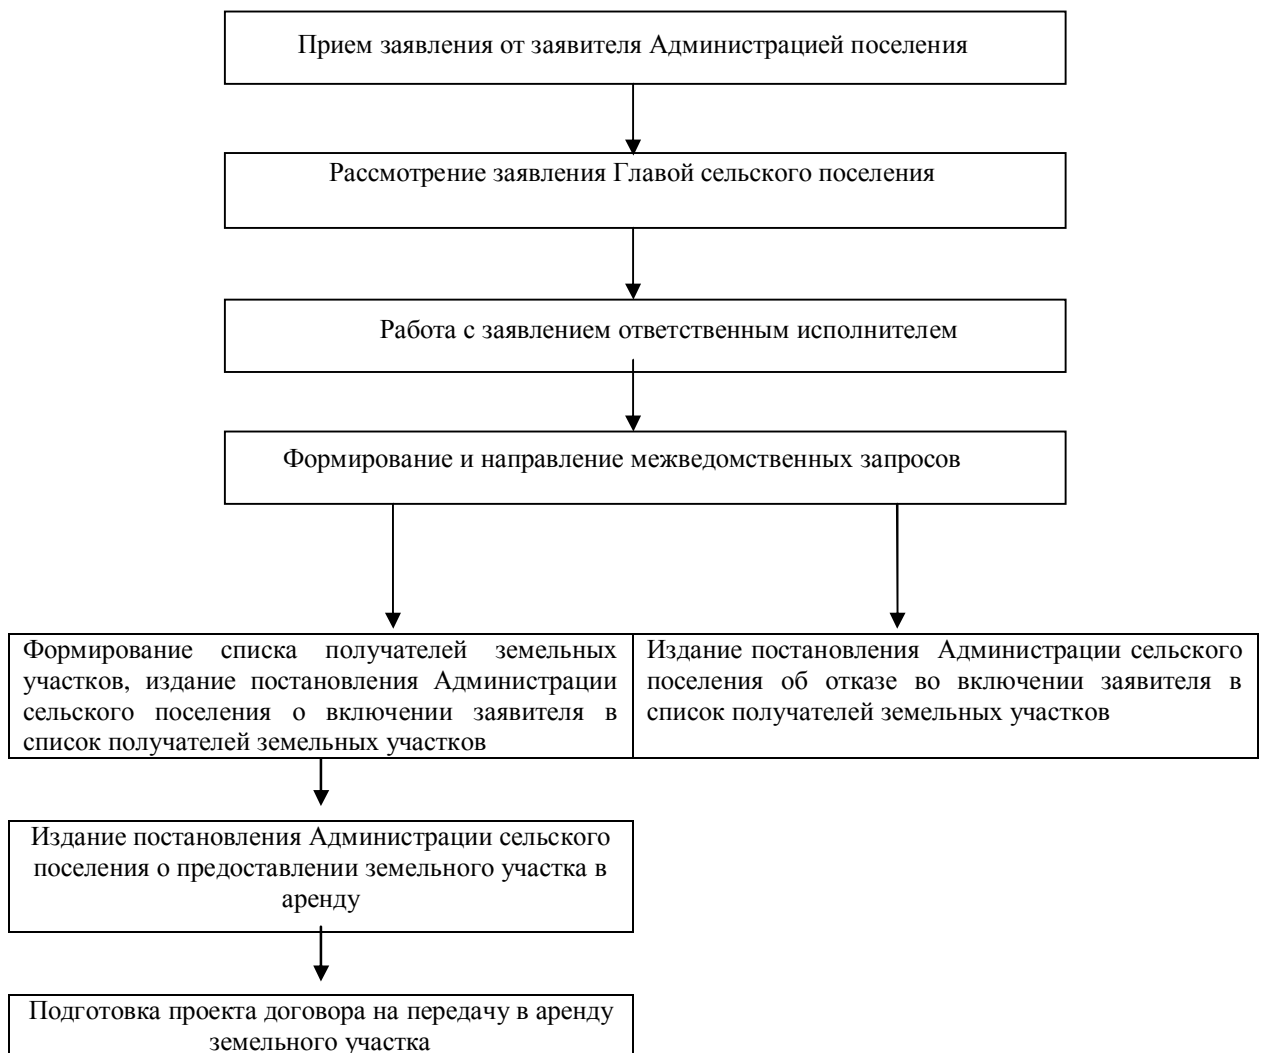 Прием заявления от заявителя Администрацией поселения
Рассмотрение заявления Главой сельского поселения
Работа с заявлением ответственным исполнителем
Формирование и направление межведомственных запросов
Формирование списка получателей земельных
участков, издание постановления Администрации
сельского поселения о включении заявителя в
список получателей земельных участков
Издание постановления Администрации сельского
поселения об отказе во включении заявителя в
список получателей земельных участков
Издание постановления Администрации сельского
поселения о предоставлении земельного участка в
аренду
Подготовка проекта договора на передачу в аренду
земельного участка